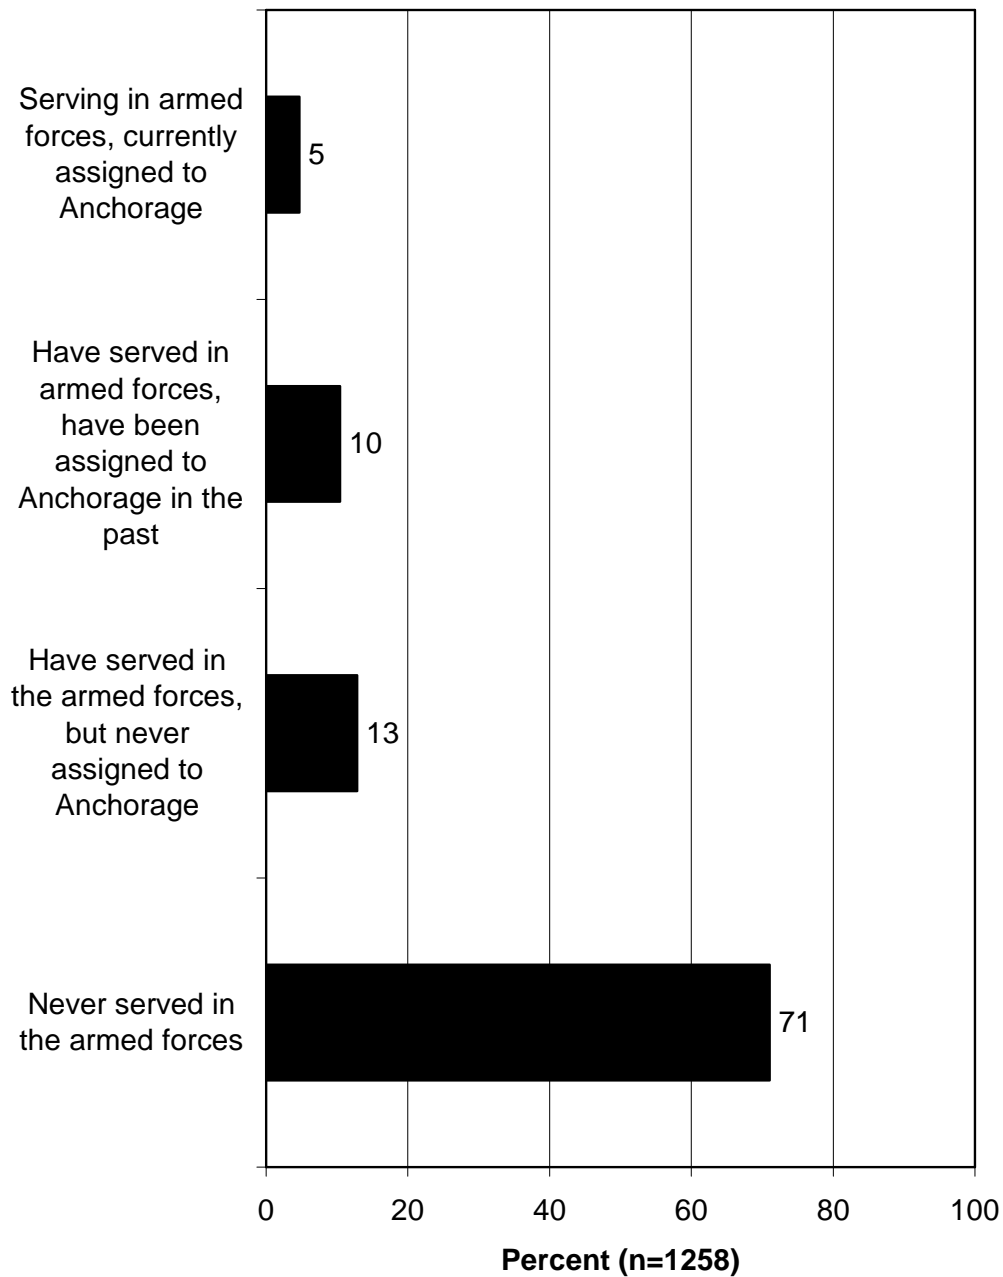 Serving in armed
forces, currently
assigned to
Anchorage
5
Have served in
armed forces,
have been
assigned to
Anchorage in the
past
10
Have served in
the armed forces,
but never
assigned to
Anchorage
13
Never served in
the armed forces
71
0 20 40 60 80 100
Percent (n=1258)